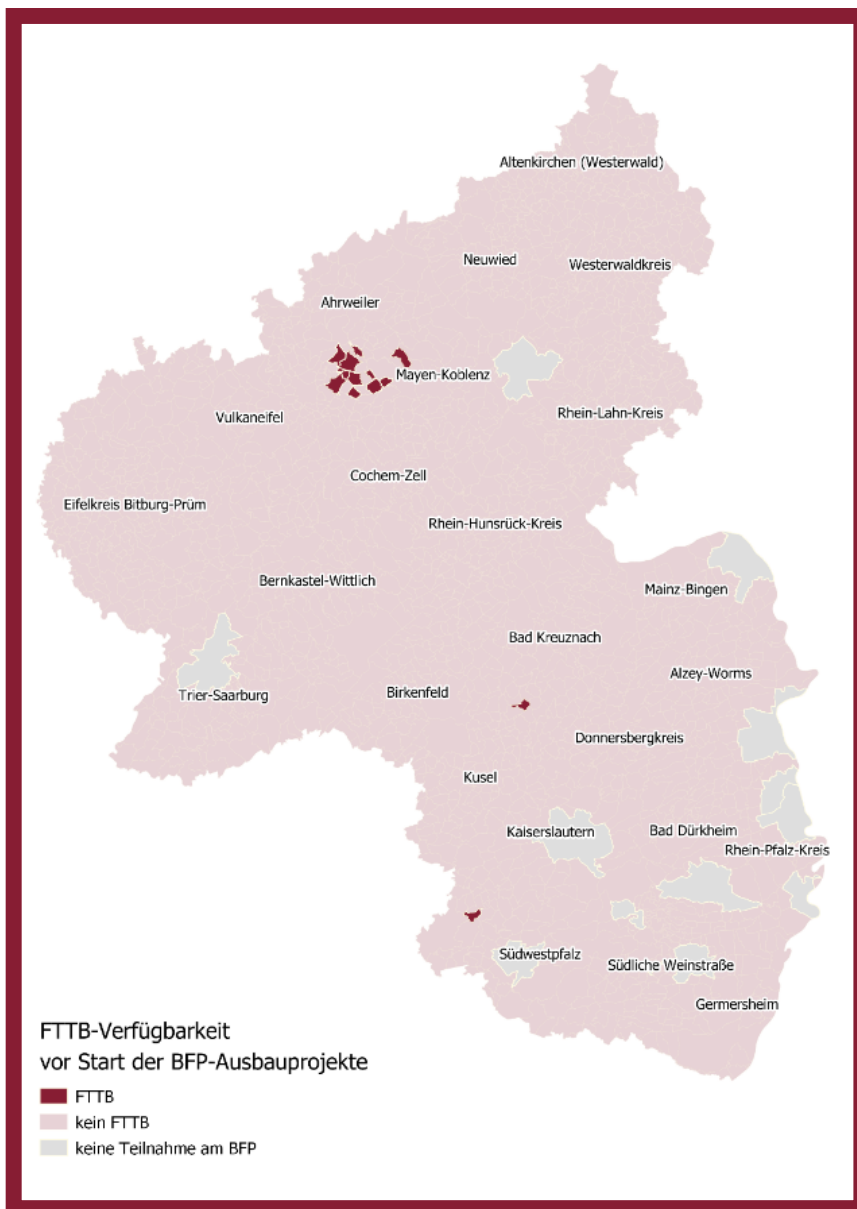 Altenkirchen (Westerwald)
Neuwied
Westerwaldkreis
Ahrweiler
Mayen-Koblenz
Rhein-Lahn-Kreis
Vulkaneifel
Cochem-Zell
Eifelkreis Bitburg-Prüm
Rhein-Hunsrück-Kreis
Bernkastel-Wittlich
Mainz-Bingen
Bad Kreuznach
Alzey-Worms
Trier-Saarburg
Birkenfeld
Donnersbergkreis
Kusel
Kaiserslautern
Bad Dürkheim
Rhein-Pfalz-Kreis
Südwestpfalz
Südliche Weinstraße
Germersheim
FTTB-Verfügbarkeit
vor Start der BFP-Ausbauprojekte
FTTB
kein FTTB
keine Teilnahme am BFP